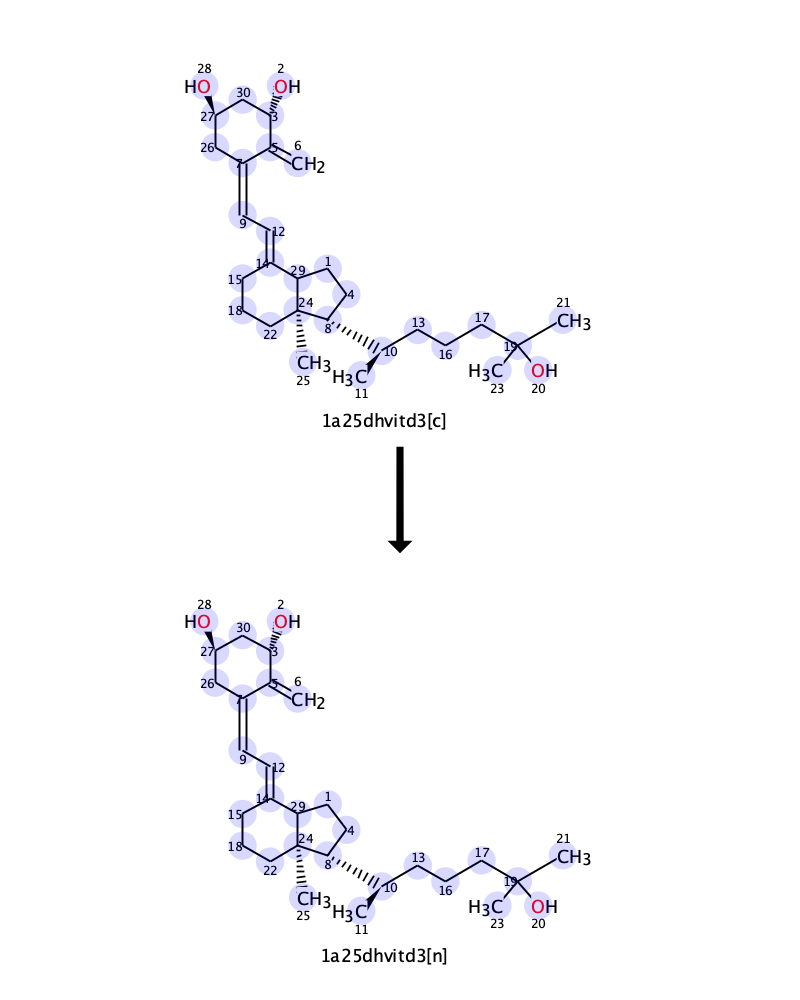 28 2
HO 30 OH
27 3
26 5 6
7 CH2
9
12
14
15 29 1
24 4
18
22 8 13 17 21
CH3
10 16 19
CH3 H3C H3C OH
25 11 23 20
1a25dhvitd3[c]
28 2
HO 30 OH
27 3
26 5 6
7 CH2
9
12
14
15 29 1
24 4
18
22 8 13 17 21
CH3
10 16 19
CH3 H3C H3C OH
25 11 23 20
1a25dhvitd3[n]